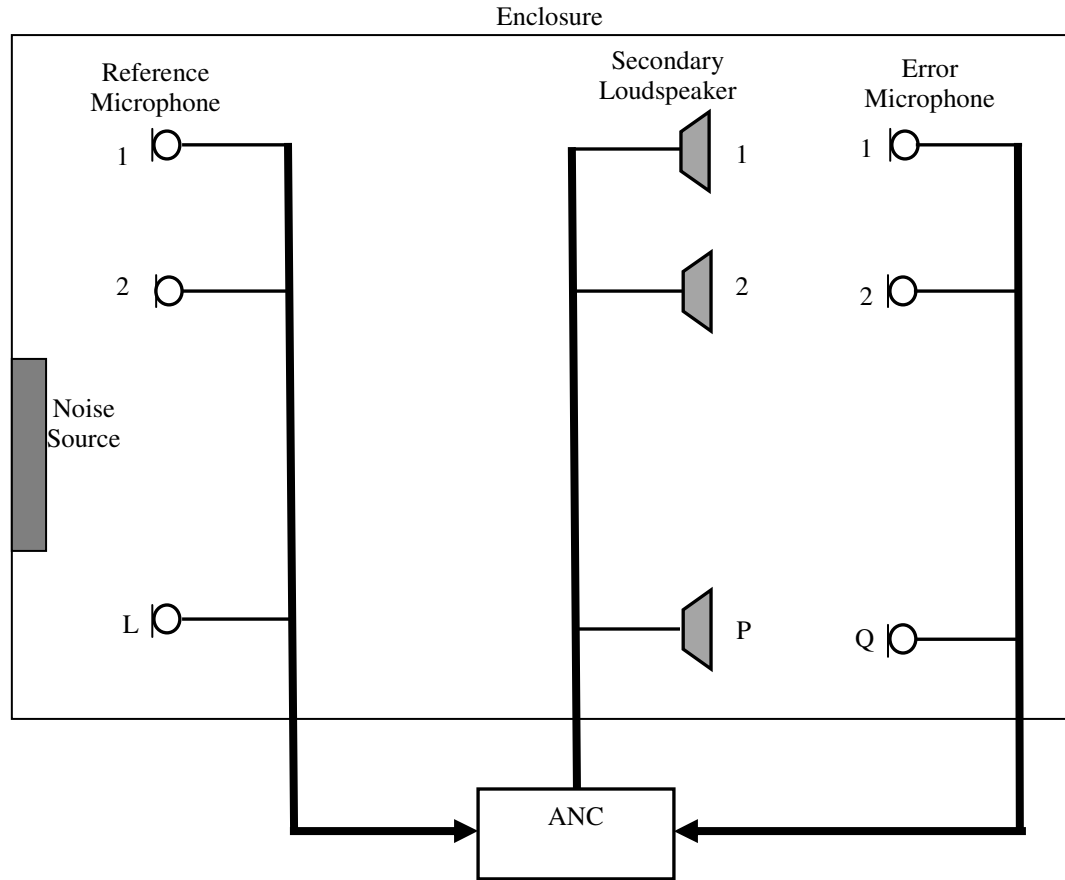 Enclosure
Reference
Microphone
Secondary
Loudspeaker
Error
Microphone
1
1
1
2
2
2
Noise
Source
L
P
Q
ANC